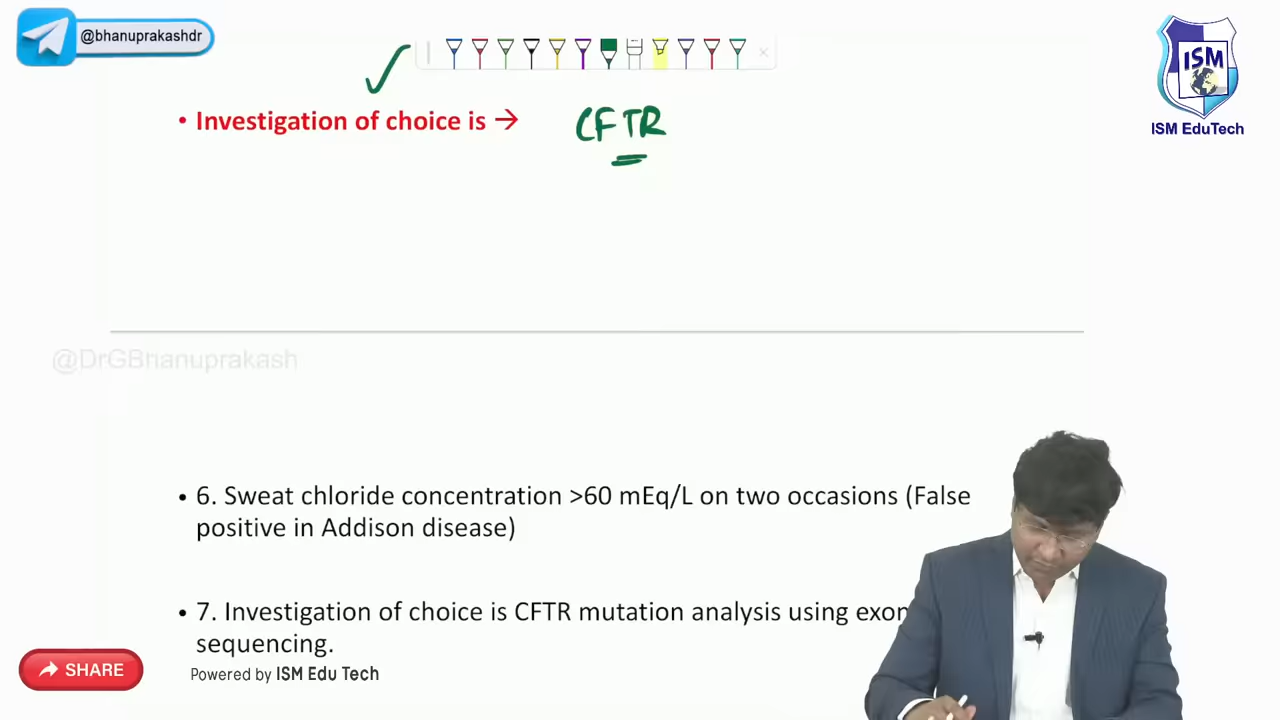 @bhanuprakashdr
ISM
ISM EduTech
• Investigation of choice is → CFTR
@DrGBhanuprakash
• 6. Sweat chloride concentration >60 mEq/L on two occasions (False
positive in Addison disease)
• 7. Investigation of choice is CFTR mutation analysis using exon
sequencing.
SHARE
Powered by ISM Edu Tech